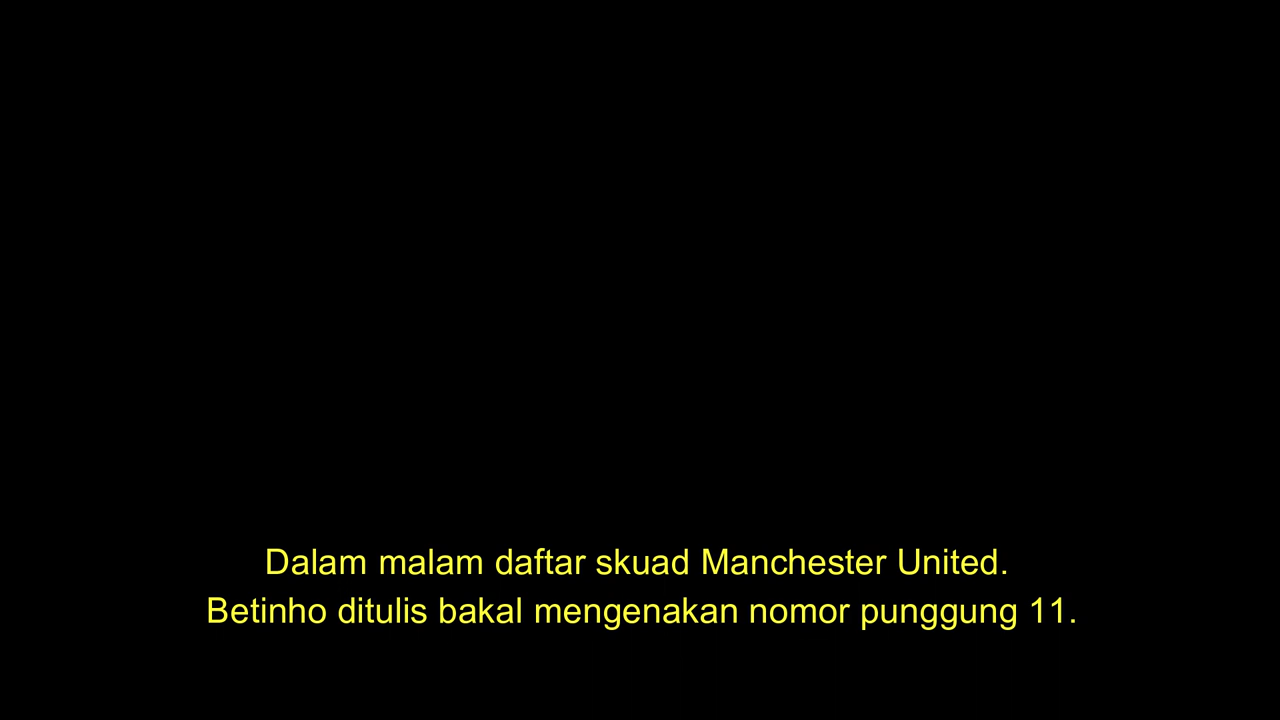 Dalam malam daftar skuad Manchester United.
Betinho ditulis bakal mengenakan nomor punggung 11.